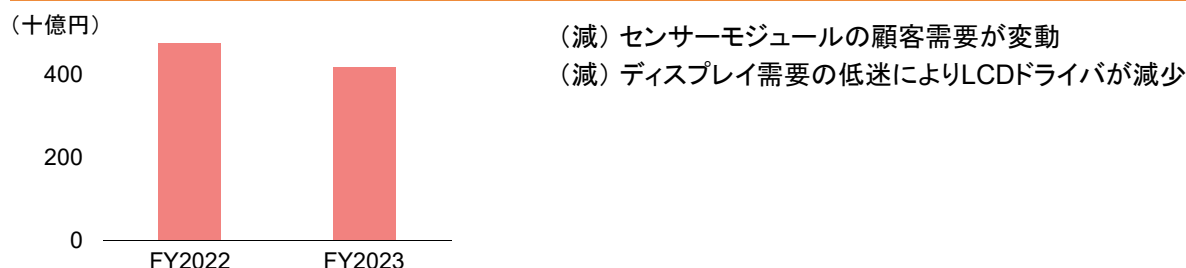 （十億円）
400
200
0
FY2022
FY2023
（減）センサーモジュールの顧客需要が変動
（減）ディスプレイ需要の低迷によりLCDドライバが減少